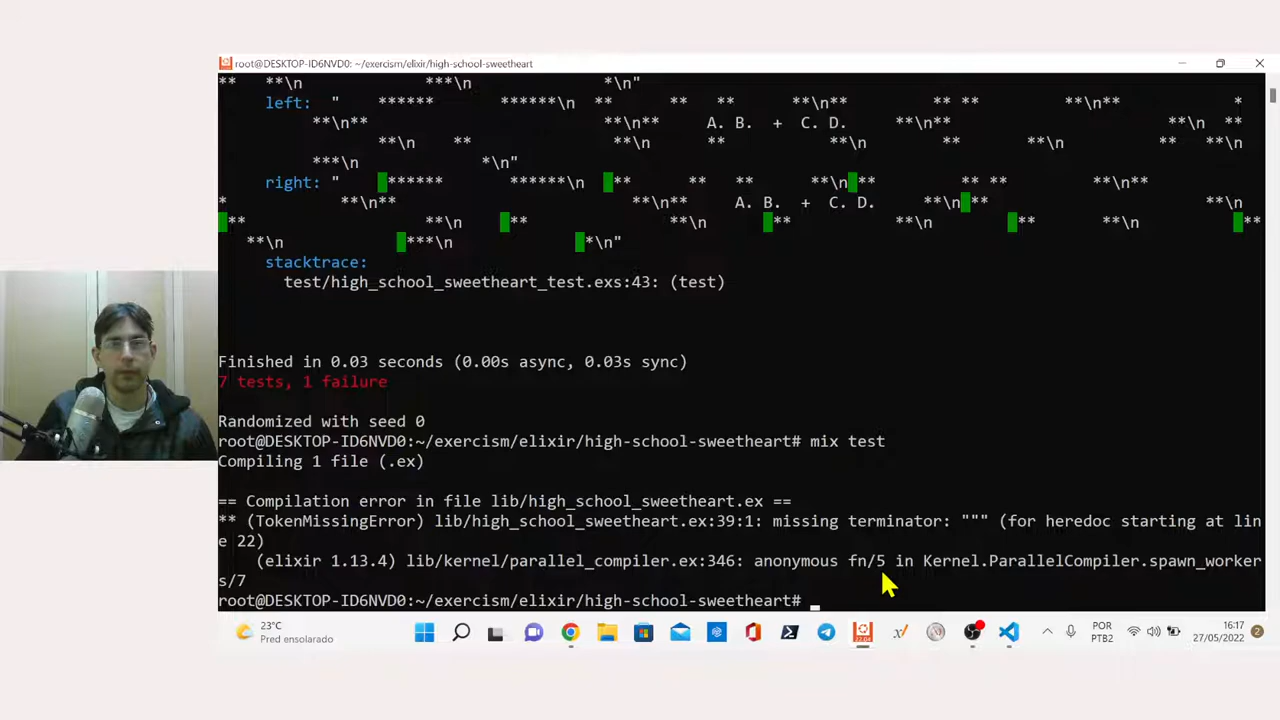 root@DESKTOP-ID6NVD0: ~/exercism/elixir/high-school-sweetheart
**   **\n             ***\n              *\n"
left:  "     ******       ******\n  **      **   **      **\n**         ** **         **\n**            *
**\n**                         **\n**     A. B.  +  C. D.     **\n**                         **\n  **
**\n    **                   **\n      **           **\n        **     **\n
***\n             *\n"
right: "     ******       ******\n   **      **   **      **\n **         ** **         **\n
*            **\n**                         **\n**     A. B.  +  C. D.     **\n **                         **\n
**                     **\n     **                 **\n       **             **\n         **     **\n           **
**\n            ***\n             *\n"
stacktrace:
test/high_school_sweetheart_test.exs:43: (test)
Finished in 0.03 seconds (0.00s async, 0.03s sync)
7 tests, 1 failure
Randomized with seed 0
root@DESKTOP-ID6NVD0:~/exercism/elixir/high-school-sweetheart# mix test
Compiling 1 file (.ex)
== Compilation error in file lib/high_school_sweetheart.ex ==
** (TokenMissingError) lib/high_school_sweetheart.ex:39:1: missing terminator: """ (for heredoc starting at lin
e 22)
(elixir 1.13.4) lib/kernel/parallel_compiler.ex:346: anonymous fn/5 in Kernel.ParallelCompiler.spawn_worker
s/7
root@DESKTOP-ID6NVD0:~/exercism/elixir/high-school-sweetheart#
23°C
Pred ensolarado
22.04
POR
PTB2
16:17
27/05/2022
2